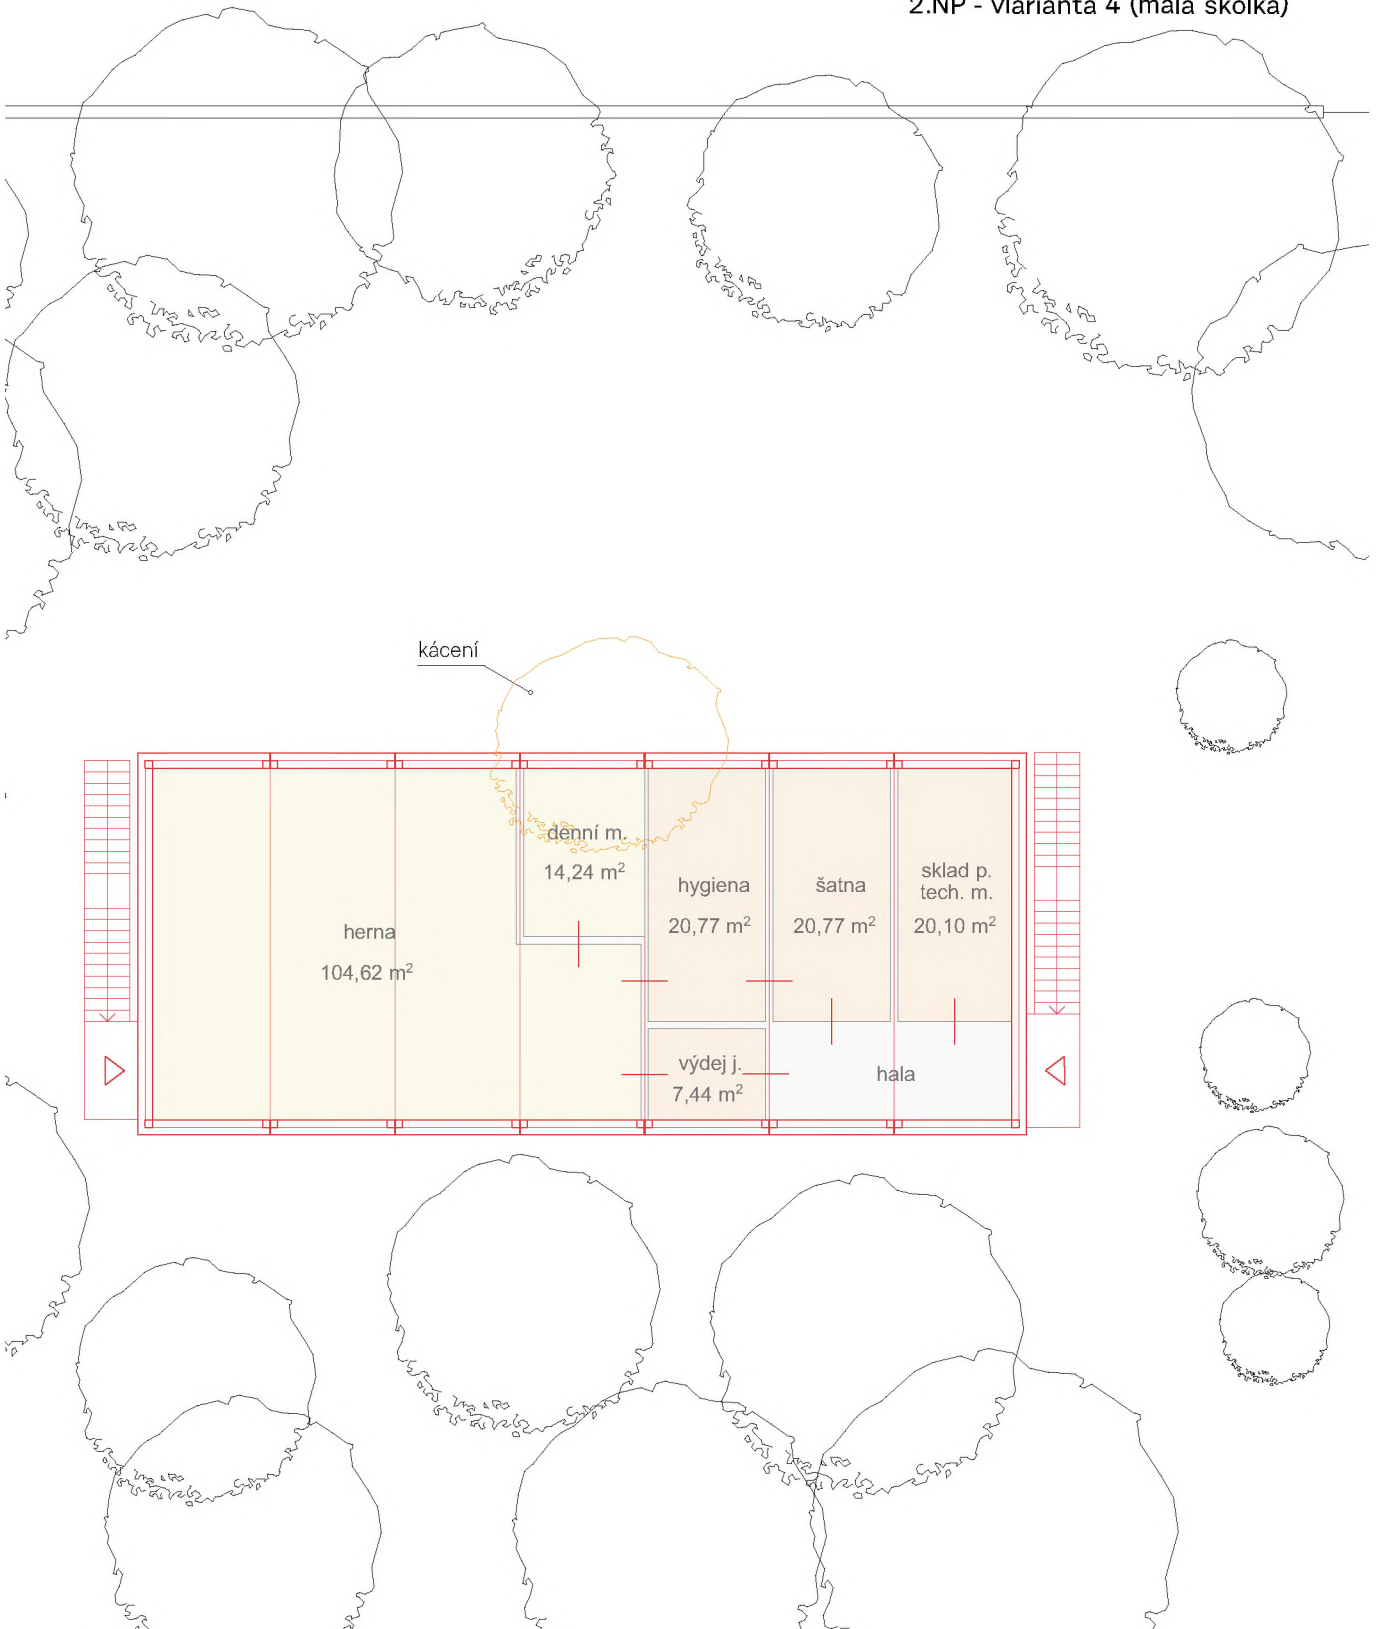 2.NP - vlarianta 4 (malá školka)
kácení
denní m.
14,24 m²
hygiena
20,77 m²
šatna
20,77 m²
sklad p.
tech. m.
20,10 m²
herna
104,62 m²
výdej j.
7,44 m²
hala